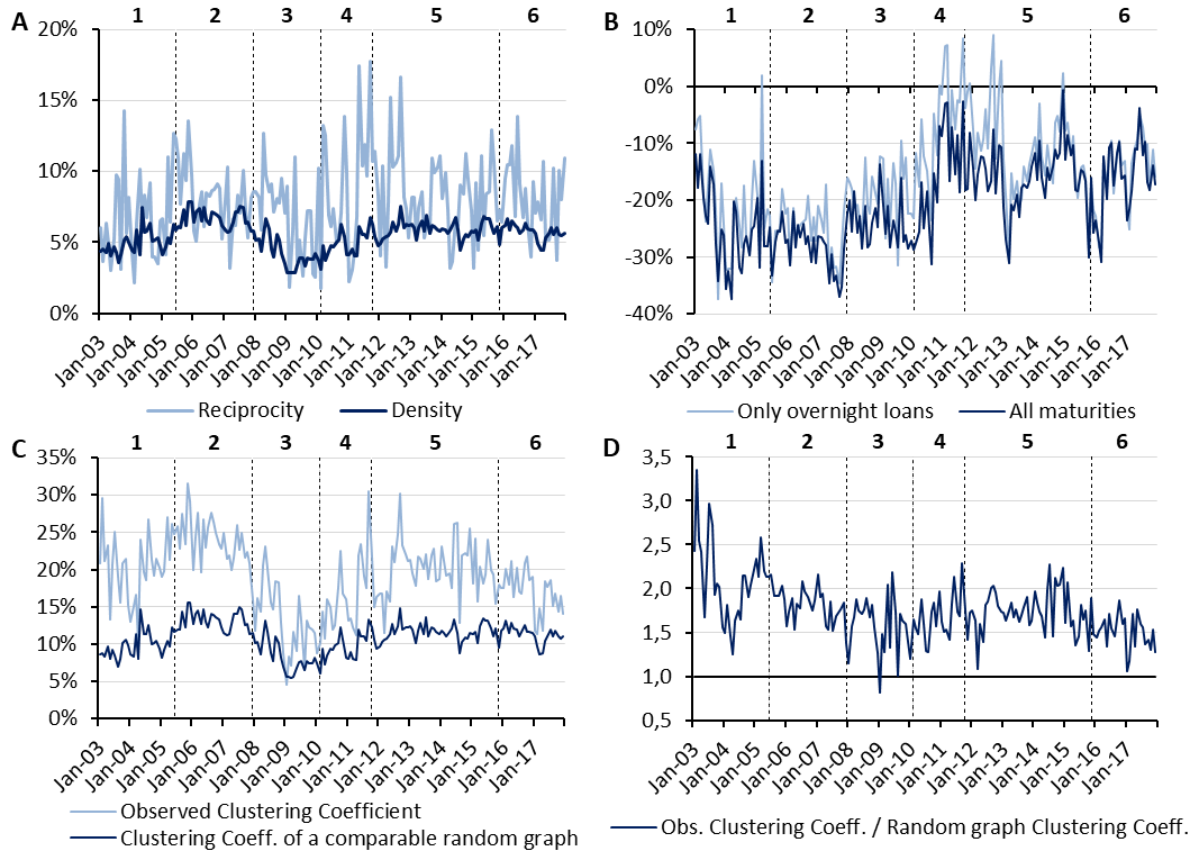 A 1 2 3 4 5 6
20%
15%
10%
5%
0%
Jan-03 Jan-04 Jan-05 Jan-06 Jan-07 Jan-08 Jan-09 Jan-10 Jan-11 Jan-12 Jan-13 Jan-14 Jan-15 Jan-16 Jan-17
Reciprocity Density
B 1 2 3 4 5 6
10%
0%
-10%
-20%
-30%
-40%
Jan-03 Jan-04 Jan-05 Jan-06 Jan-07 Jan-08 Jan-09 Jan-10 Jan-11 Jan-12 Jan-13 Jan-14 Jan-15 Jan-16 Jan-17
Only overnight loans All maturities
C 1 2 3 4 5 6
35%
30%
25%
20%
15%
10%
5%
0%
Jan-03 Jan-04 Jan-05 Jan-06 Jan-07 Jan-08 Jan-09 Jan-10 Jan-11 Jan-12 Jan-13 Jan-14 Jan-15 Jan-16 Jan-17
Observed Clustering Coefficient
Clustering Coeff. of a comparable random graph
D 1 2 3 4 5 6
3,5
3,0
2,5
2,0
1,5
1,0
0,5
Jan-03 Jan-04 Jan-05 Jan-06 Jan-07 Jan-08 Jan-09 Jan-10 Jan-11 Jan-12 Jan-13 Jan-14 Jan-15 Jan-16 Jan-17
Obs. Clustering Coeff. / Random graph Clustering Coeff.